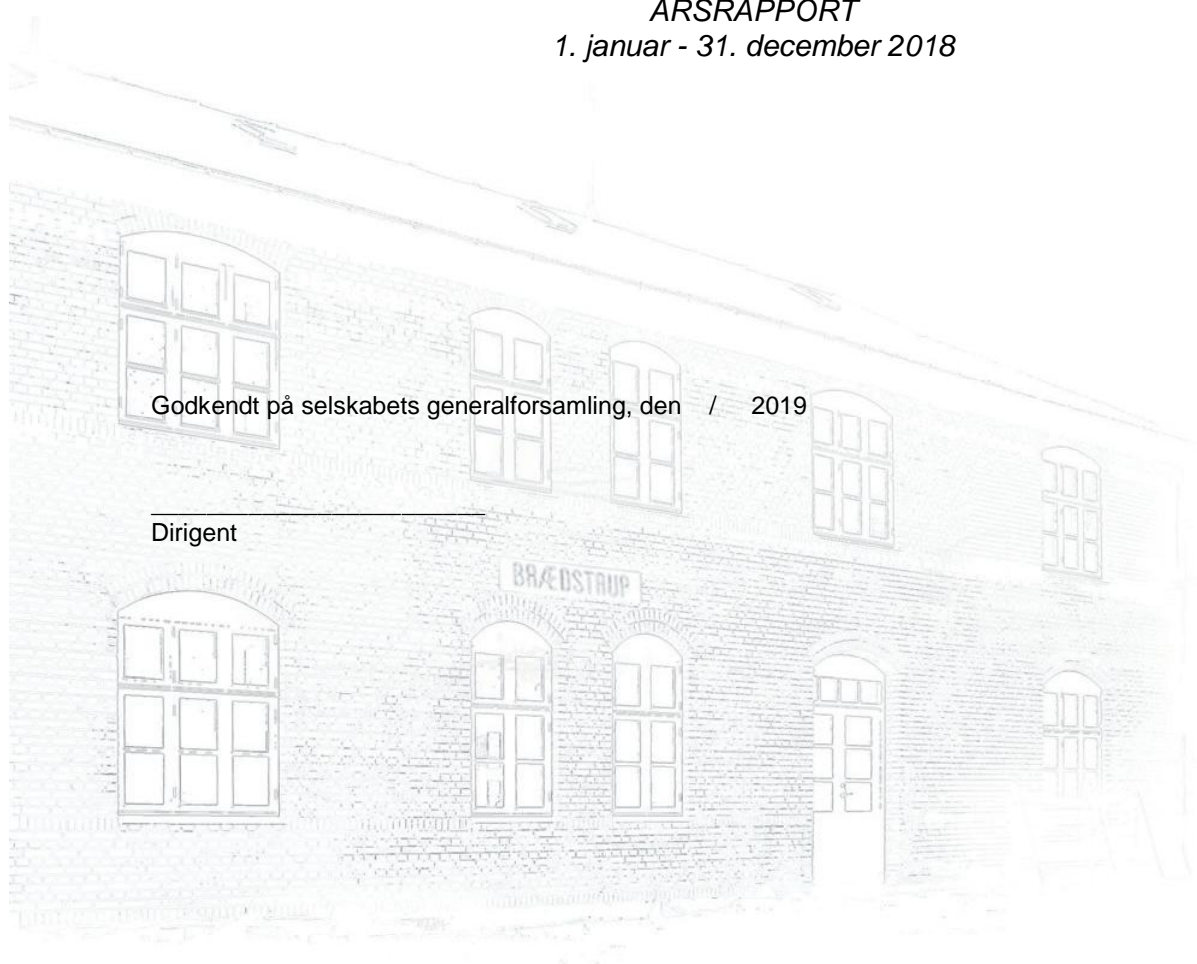 ÅRSRAPPORT
1. januar - 31. december 2018
Godkendt på selskabets generalforsamling, den / 2019
Dirigent
BRÆDSTRUP